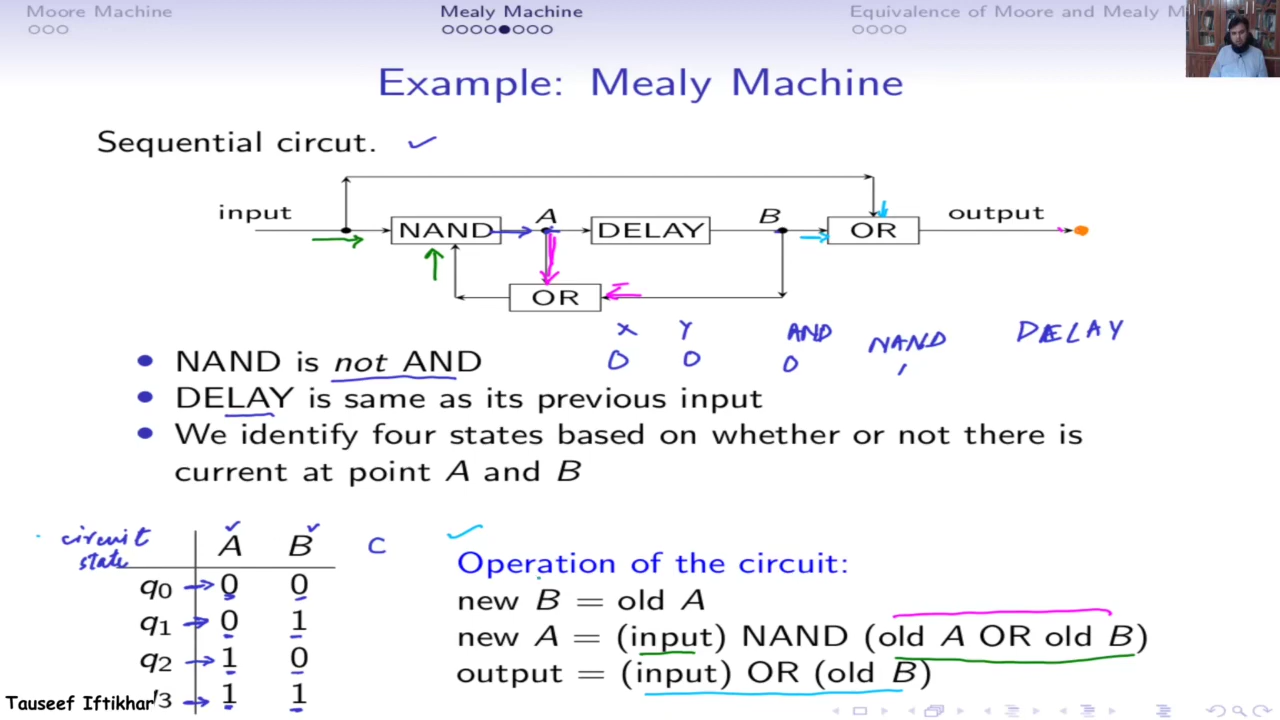 Moore Machine Mealy Machine Equivalence of Moore and Mealy M
Example: Mealy Machine
Sequential circut.
input NAND A DELAY B OR output
OR
X Y AND NAND DELAY
0 0 0 1
NAND is not AND
DELAY is same as its previous input
We identify four states based on whether or not there is
current at point A and B
circuit state A B C
q0 0 0
q1 0 1
q2 1 0
3 1 1
Operation of the circuit:
new B = old A
new A = (input) NAND (old A OR old B)
output = (input) OR (old B)
Tauseef Iftikhar